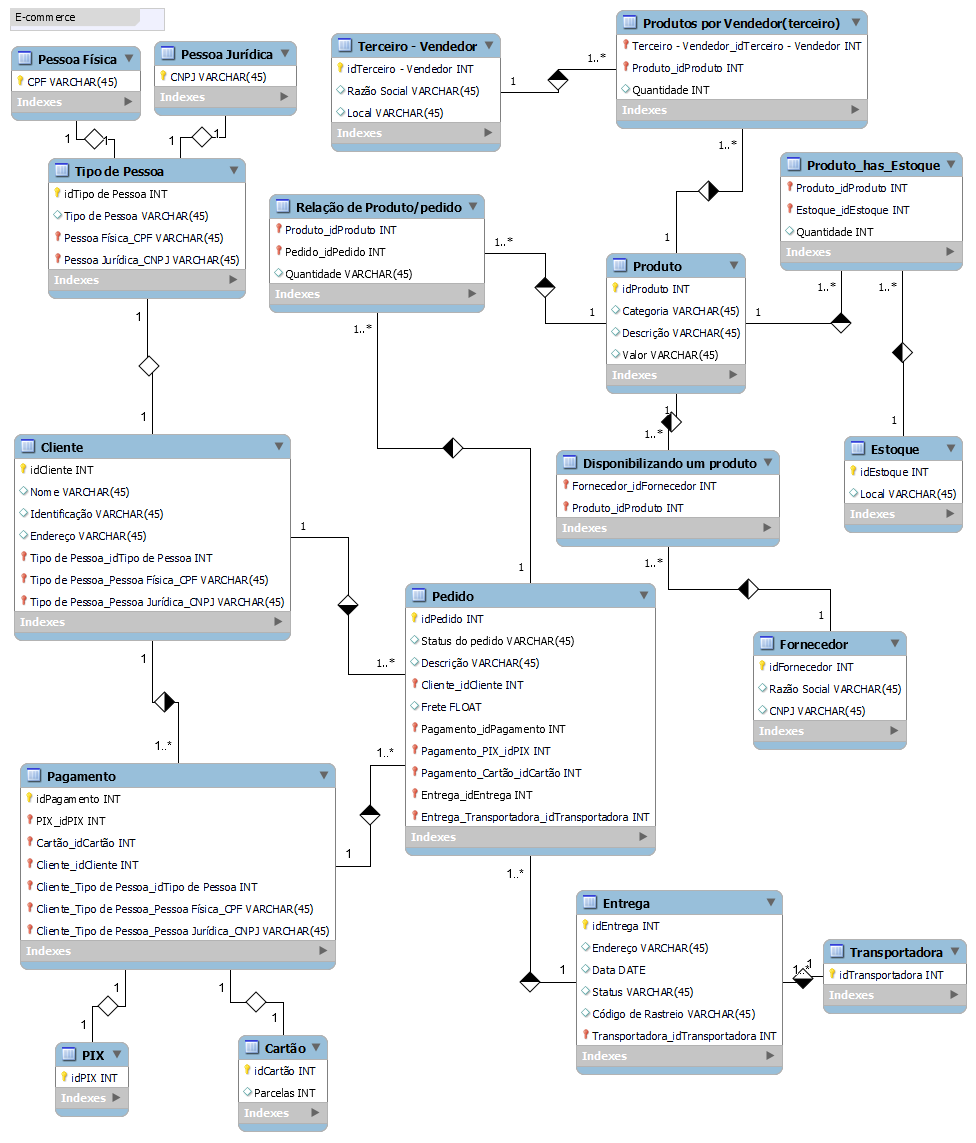 E-commerce
Pessoa Física
CPF VARCHAR(45)
Indexes
Pessoa Jurídica
CNPJ VARCHAR(45)
Indexes
1
1
1
1
Tipo de Pessoa
idTipo de Pessoa INT
Tipo de Pessoa VARCHAR(45)
Pessoa Física_CPF VARCHAR(45)
Pessoa Jurídica_CNPJ VARCHAR(45)
Indexes
1
1
Terceiro - Vendedor
idTerceiro - Vendedor INT
Razão Social VARCHAR(45)
Local VARCHAR(45)
Indexes
1
1..*
Produtos por Vendedor(terceiro)
Terceiro - Vendedor_idTerceiro - Vendedor INT
Produto_idProduto INT
Quantidade INT
Indexes
1..*
1
Produto_has_Estoque
Produto_idProduto INT
Estoque_idEstoque INT
Quantidade INT
Indexes
1..*
1..*
Relação de Produto/pedido
Produto_idProduto INT
Pedido_idPedido INT
Quantidade VARCHAR(45)
Indexes
1..*
1
1..*
Produto
idProduto INT
Categoria VARCHAR(45)
Descrição VARCHAR(45)
Valor VARCHAR(45)
Indexes
1
1
1..*
Disponibilizando um produto
Fornecedor_idFornecedor INT
Produto_idProduto INT
Indexes
1..*
1
1
Estoque
idEstoque INT
Local VARCHAR(45)
Indexes
Cliente
idCliente INT
Nome VARCHAR(45)
Identificação VARCHAR(45)
Endereço VARCHAR(45)
Tipo de Pessoa_idTipo de Pessoa INT
Tipo de Pessoa_Pessoa Física_CPF VARCHAR(45)
Tipo de Pessoa_Pessoa Jurídica_CNPJ VARCHAR(45)
Indexes
1
1..*
1
1..*
1
Pedido
idPedido INT
Status do pedido VARCHAR(45)
Descrição VARCHAR(45)
Cliente_idCliente INT
Frete FLOAT
Pagamento_idPagamento INT
Pagamento_PIX_idPIX INT
Pagamento_Cartão_idCartão INT
Entrega_idEntrega INT
Entrega_Transportadora_idTransportadora INT
Indexes
Fornecedor
idFornecedor INT
Razão Social VARCHAR(45)
CNPJ VARCHAR(45)
Indexes
1..*
1
Pagamento
idPagamento INT
PIX_idPIX INT
Cartão_idCartão INT
Cliente_idCliente INT
Cliente_Tipo de Pessoa_idTipo de Pessoa INT
Cliente_Tipo de Pessoa_Pessoa Física_CPF VARCHAR(45)
Cliente_Tipo de Pessoa_Pessoa Jurídica_CNPJ VARCHAR(45)
Indexes
1..*
1
Entrega
idEntrega INT
Endereço VARCHAR(45)
Data DATE
Status VARCHAR(45)
Código de Rastreio VARCHAR(45)
Transportadora_idTransportadora INT
Indexes
1..*
1
Transportadora
idTransportadora INT
Indexes
1
1
1
1
PIX
idPIX INT
Indexes
Cartão
idCartão INT
Parcelas INT
Indexes